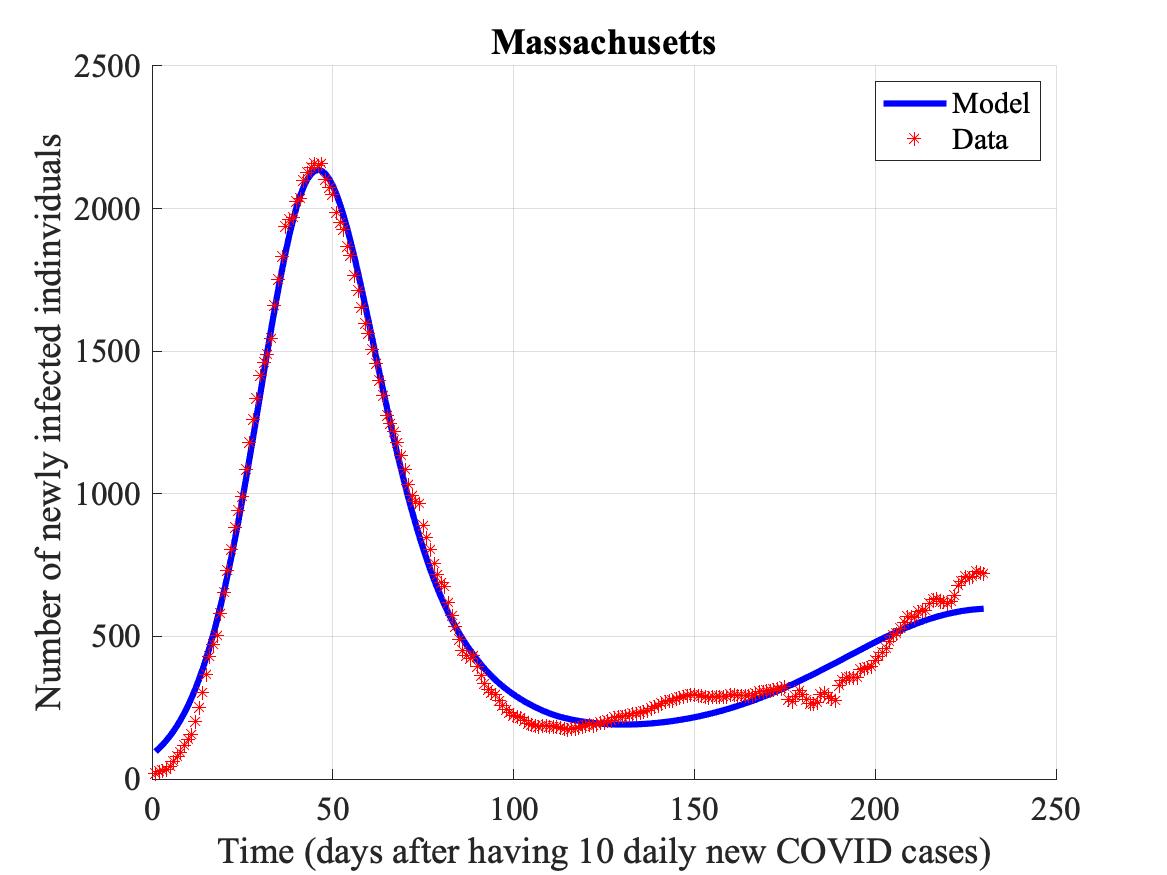 Massachusetts
2500
2000
1500
1000
500
0
Number of newly infected indinviduals
Model
Data
0 50 100 150 200 250
Time (days after having 10 daily new COVID cases)